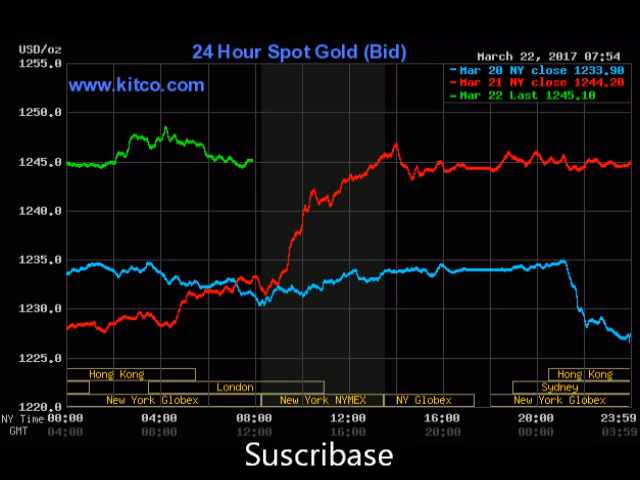 24 Hour Spot Gold (Bid)
USD/oz
March 22, 2017 07:54
www.kitco.com
Mar 20 NY close 1233.90
Mar 21 NY close 1244.20
Mar 22 Last 1245.10
1255.0
1250.0
1245.0
1240.0
1235.0
1230.0
1225.0
1220.0
Hong Kong Hong Kong
London Sydney
New York Globex New York NYMEX NY Globex New York Globex
NY Time 00:00 04:00 08:00 12:00 16:00 20:00 23:59
GMT 04:00 08:00 12:00 16:00 20:00 00:00 03:59
Suscribase